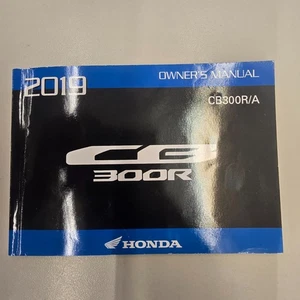 2019
OWNER'S MANUAL
CB300R/A
CB
300R
HONDA